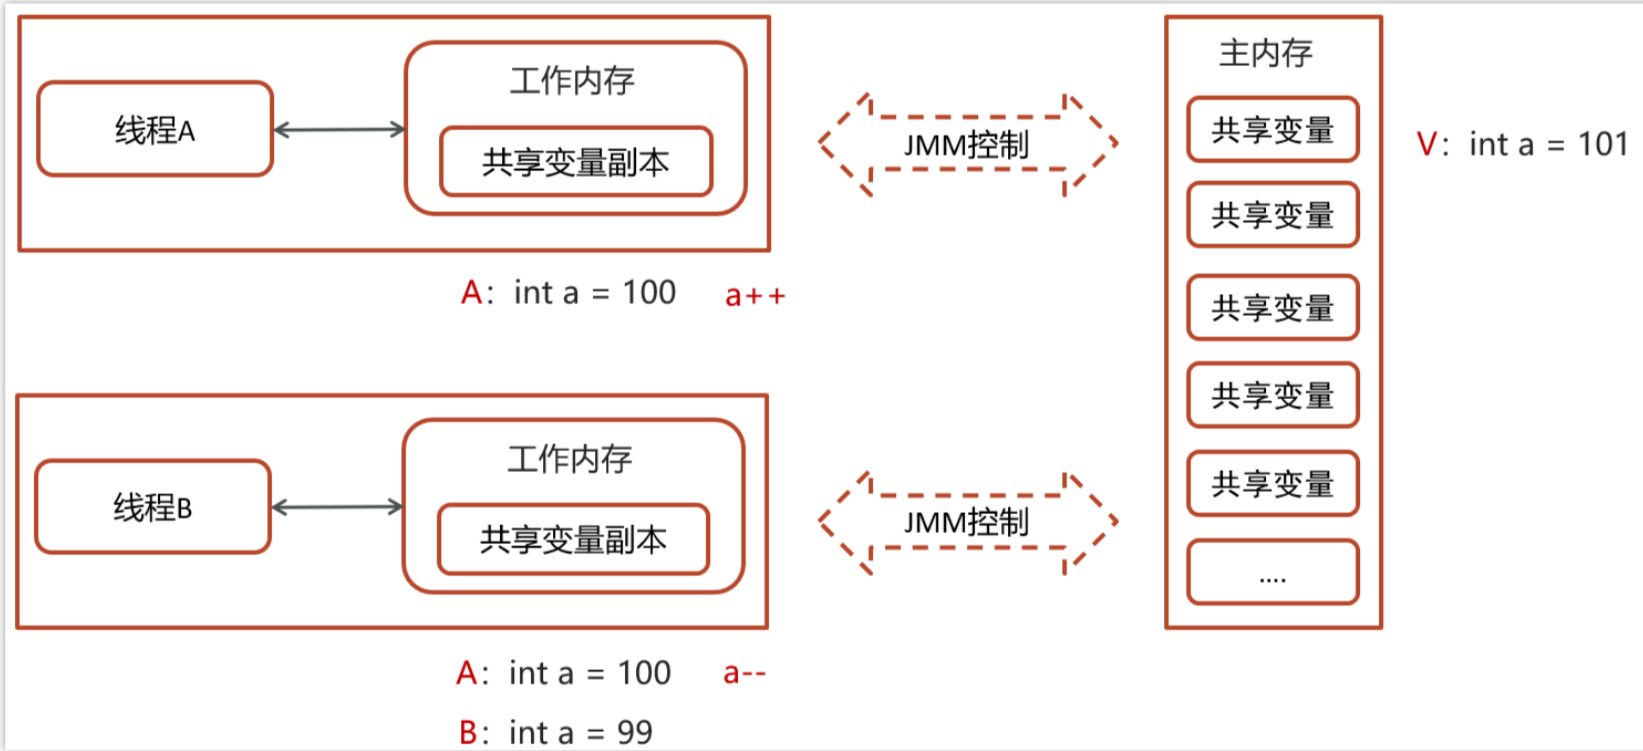 线程A
工作内存
共享变量副本
A：int a = 100 a++
JMM控制
线程B
工作内存
共享变量副本
A：int a = 100 a--
B：int a = 99
JMM控制
主内存
共享变量
共享变量
共享变量
共享变量
共享变量
....
V：int a = 101